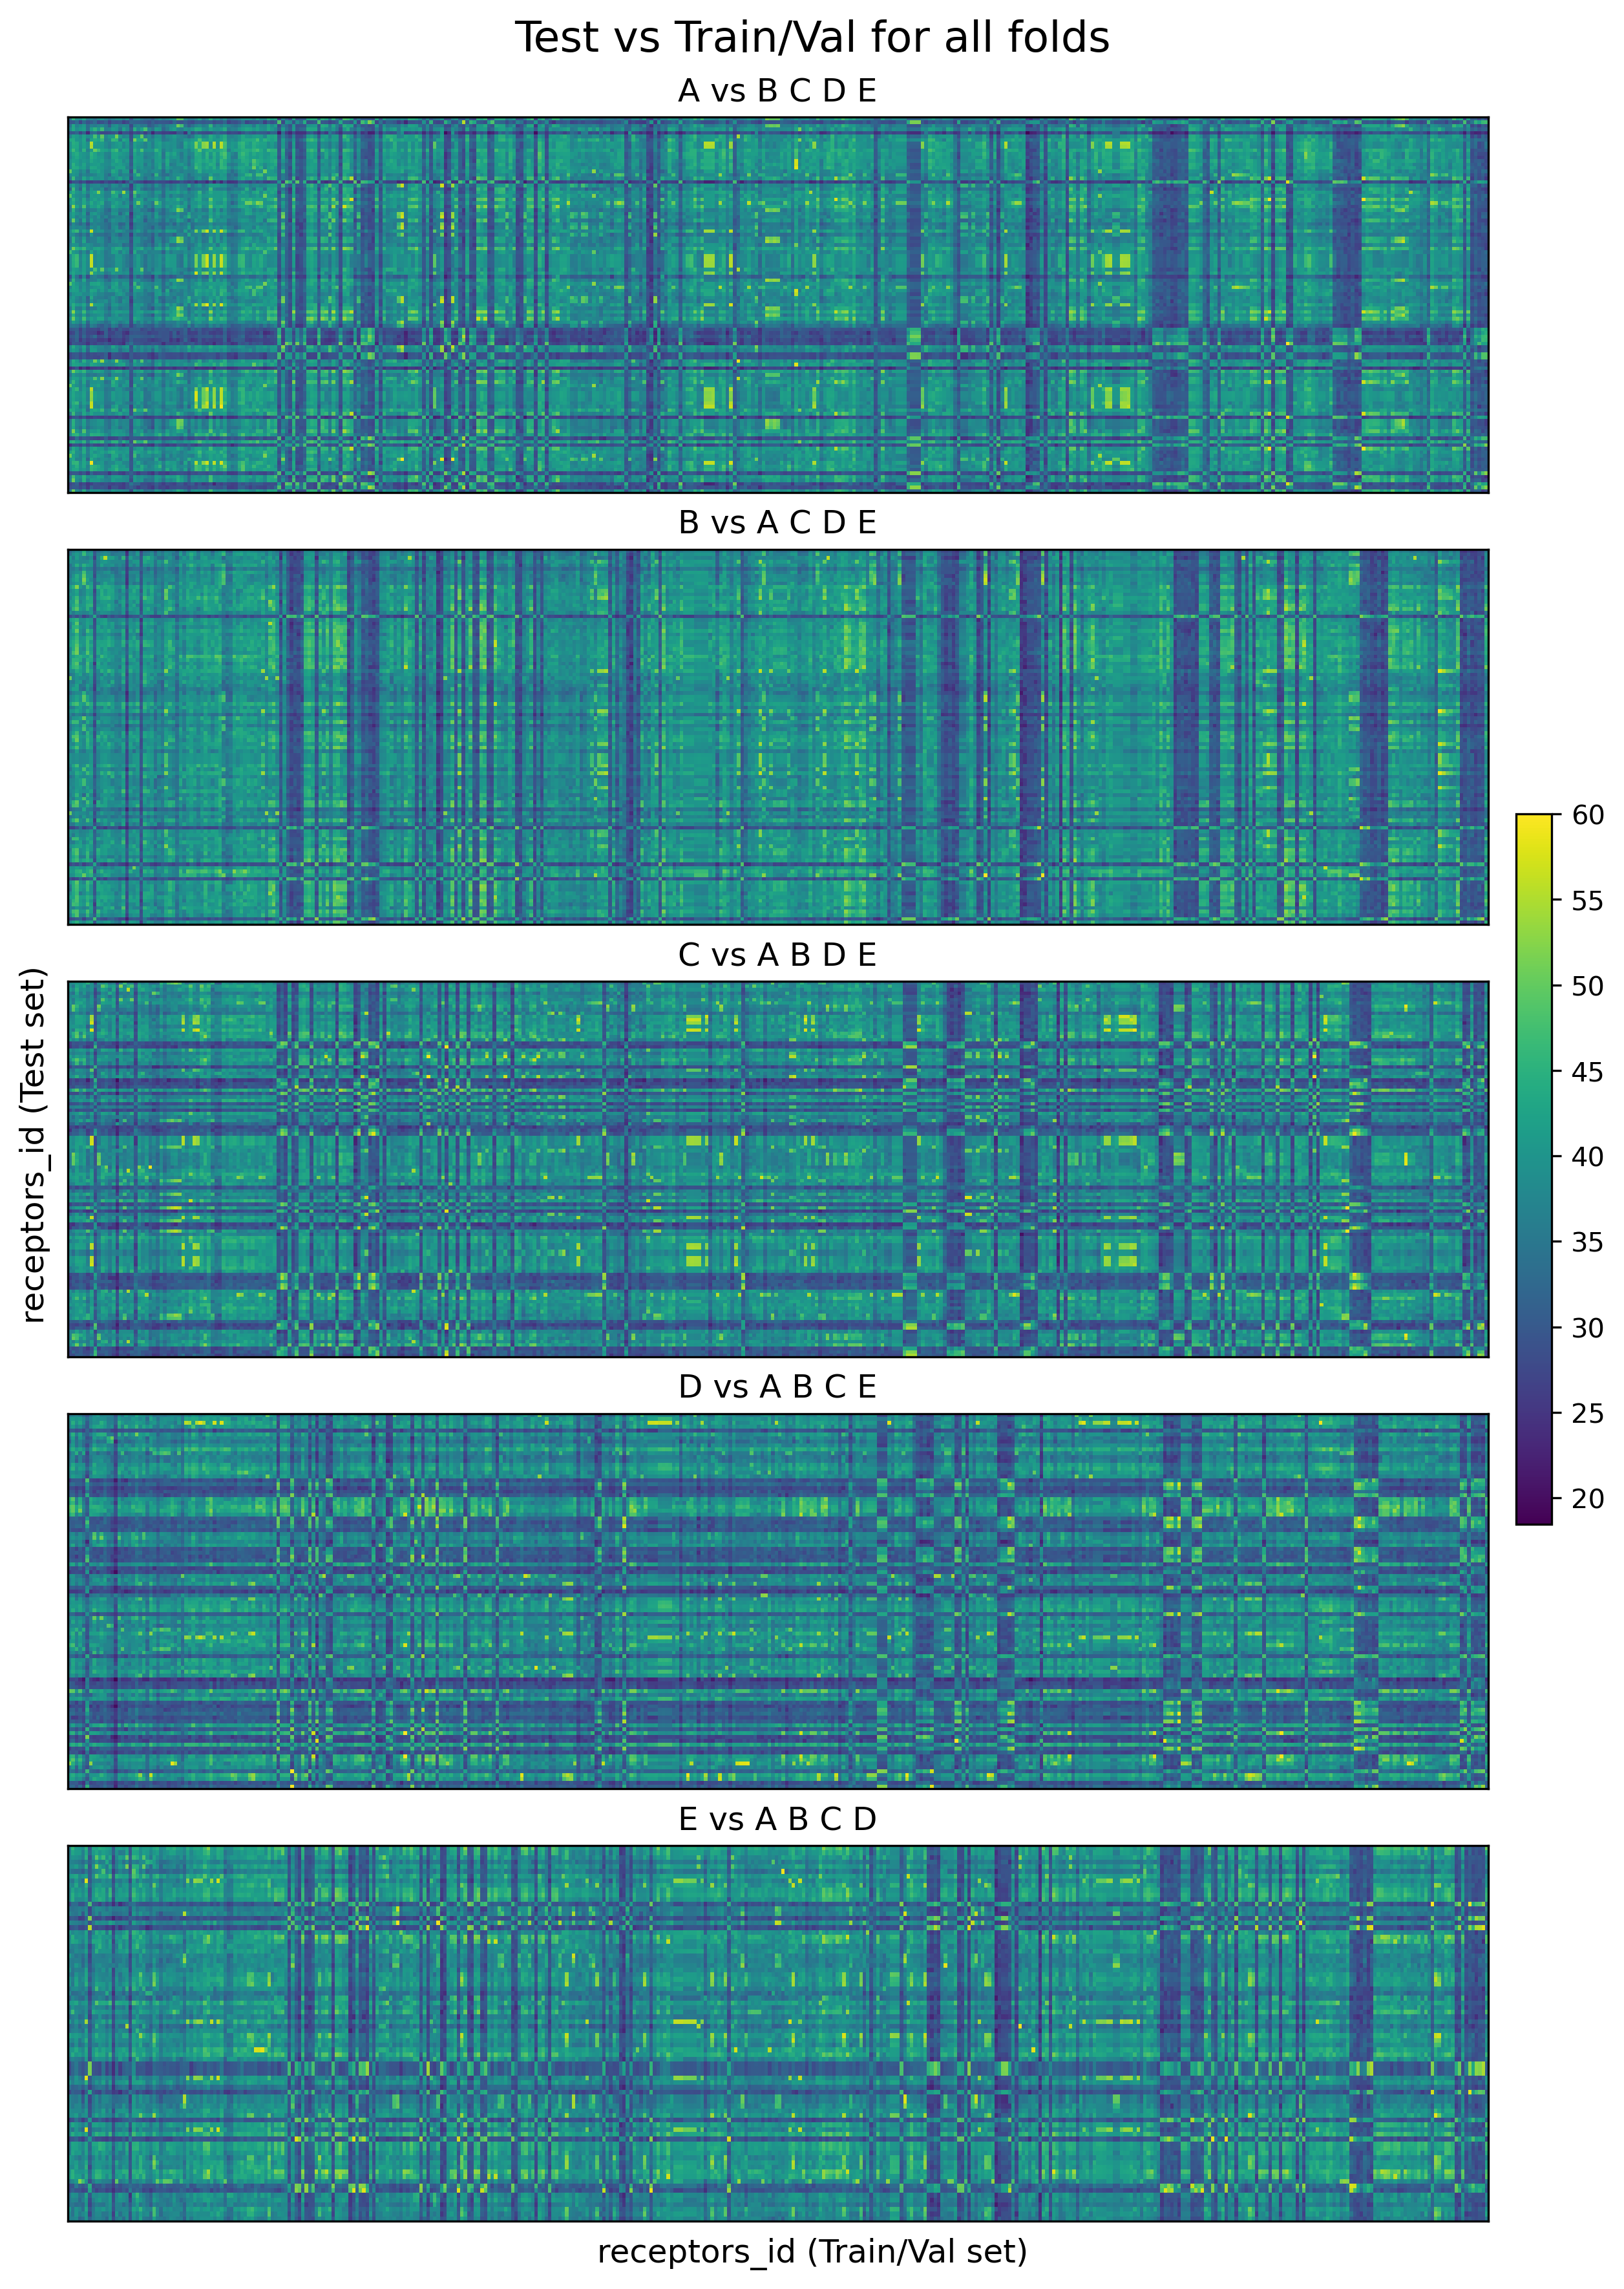 Test vs Train/Val for all folds
A vs B C D E
B vs A C D E
C vs A B D E
D vs A B C E
E vs A B C D
receptors_id (Test set)
receptors_id (Train/Val set)
60
55
50
45
40
35
30
25
20